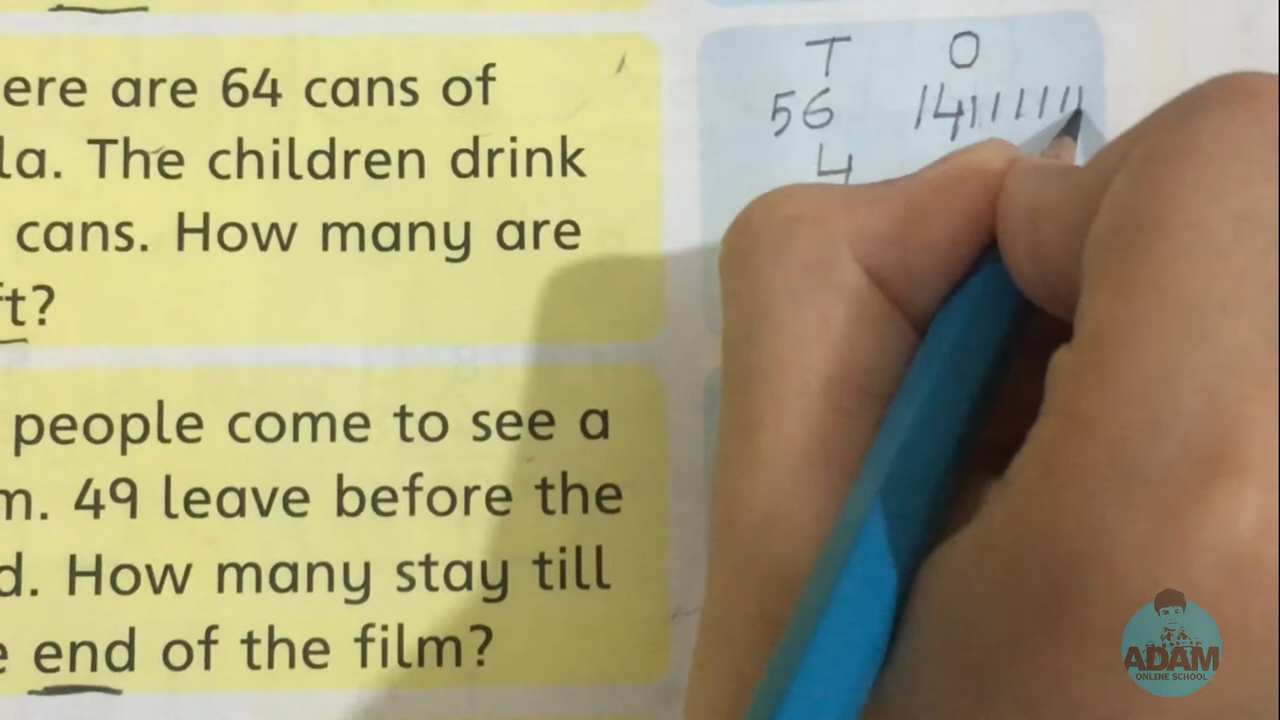 ere are 64 cans of
la. The children drink
cans. How many are
ft?
people come to see a
m. 49 leave before the
d. How many stay till
e end of the film?
T O
56 14
4
ADAM
ONLINE SCHOOL